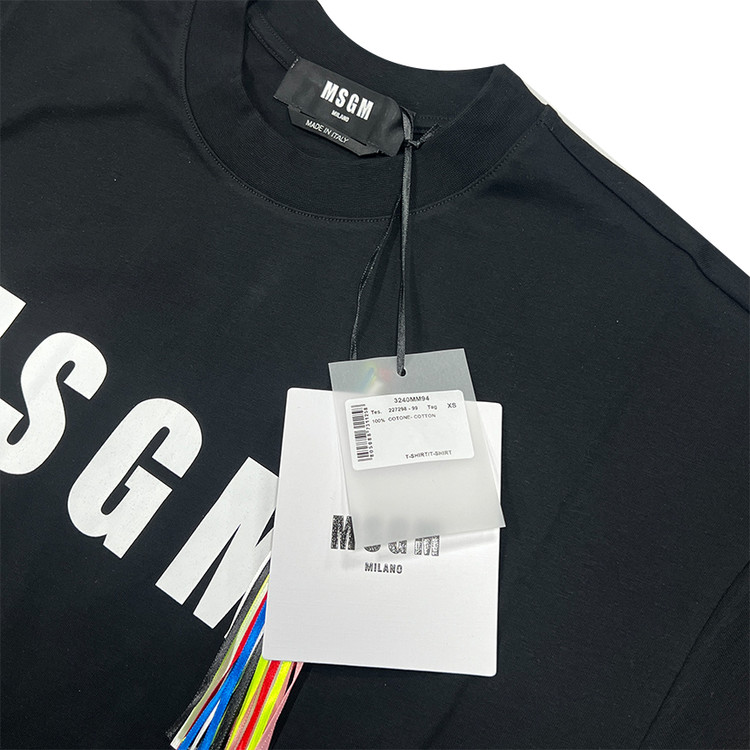 MSGM
MILANO
MADE IN ITALY
MSGM
3240MM94
Tes. 227298 - 99 Tag XS
100% COTONE- COTTON
T-SHIRT/T-SHIRT
MSGM
MILANO